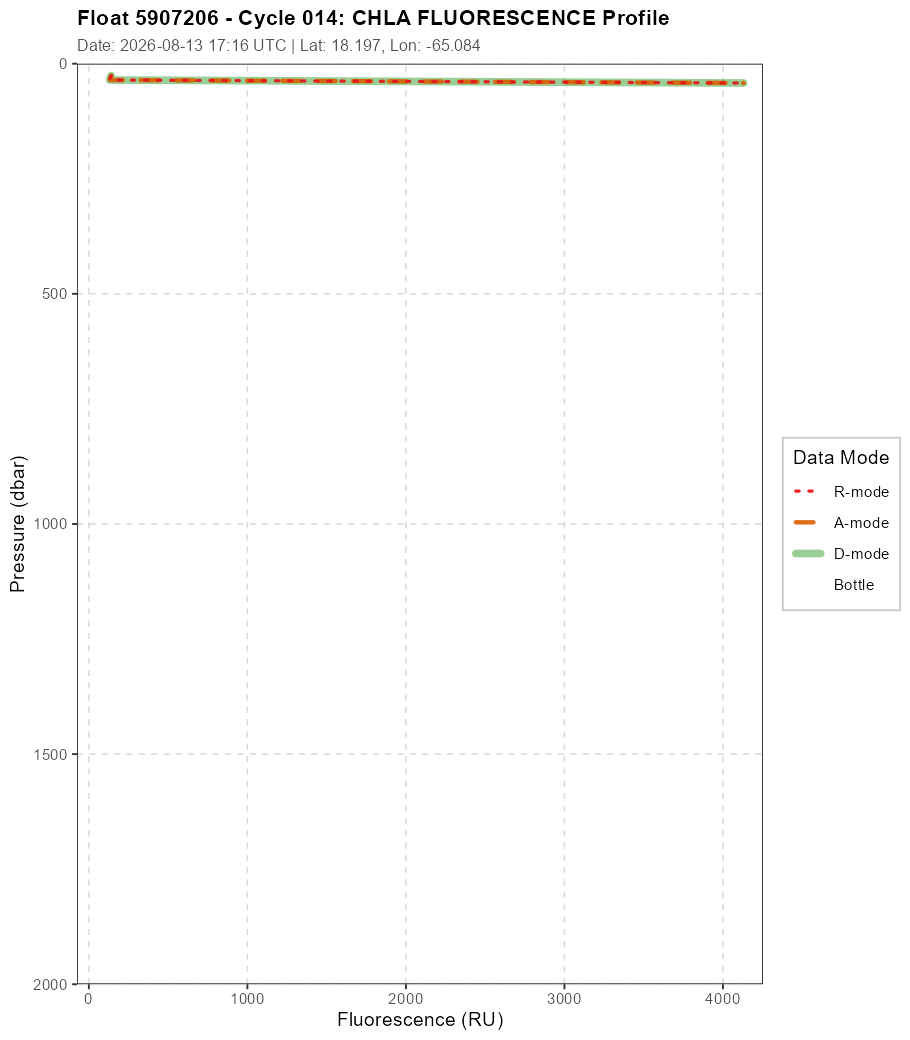 Float 5907206 - Cycle 014: CHLA FLUORESCENCE Profile
Date: 2026-08-13 17:16 UTC | Lat: 18.197, Lon: -65.084
0
500
1000
1500
2000
Pressure (dbar)
0 1000 2000 3000 4000
Fluorescence (RU)
Data Mode
R-mode
A-mode
D-mode
Bottle